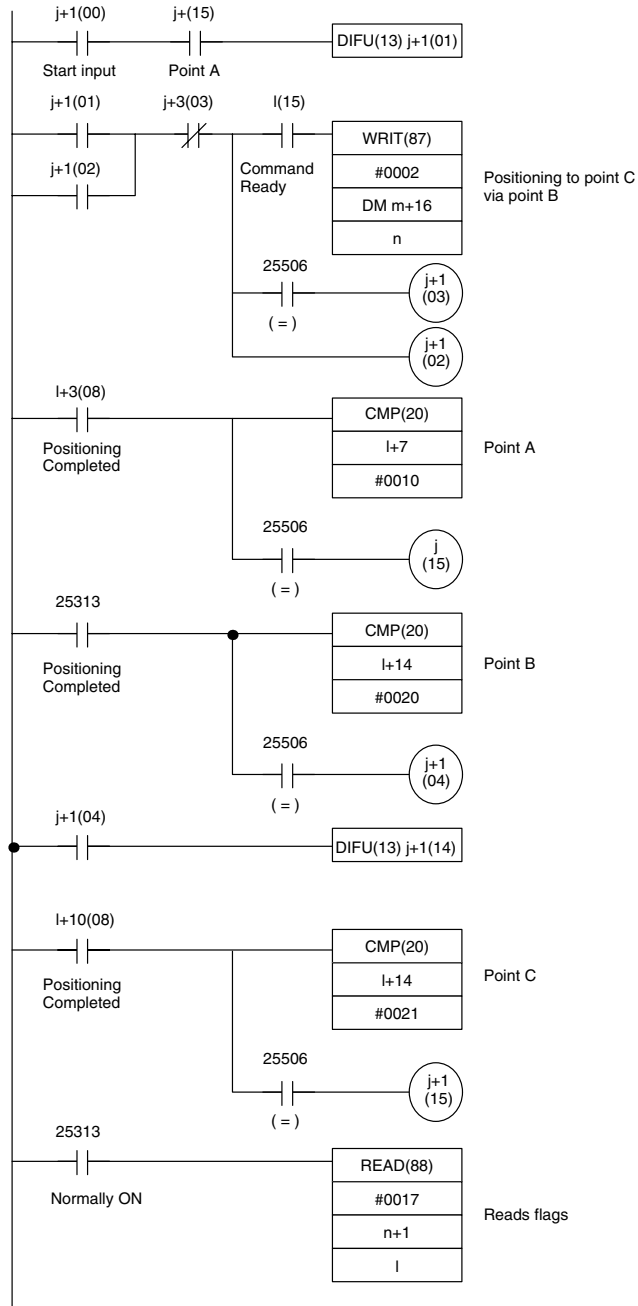 j+1(00) j+(15)
DIFU(13) j+1(01)
Start input Point A
j+1(01) j+3(03) l(15)
WRIT(87)
j+1(02)
Command
Ready
#0002
Positioning to point C
via point B
DM m+16
n
25506
j+1
(03)
( = )
j+1
(02)
l+3(08)
CMP(20)
Positioning
Completed
l+7
Point A
#0010
25506
j
(15)
( = )
25313
CMP(20)
Positioning
Completed
l+14
Point B
#0020
25506
j+1
(04)
( = )
j+1(04)
DIFU(13) j+1(14)
l+10(08)
CMP(20)
Positioning
Completed
l+14
Point C
#0021
25506
j+1
(15)
( = )
25313
READ(88)
Normally ON
#0017
Reads flags
n+1
l